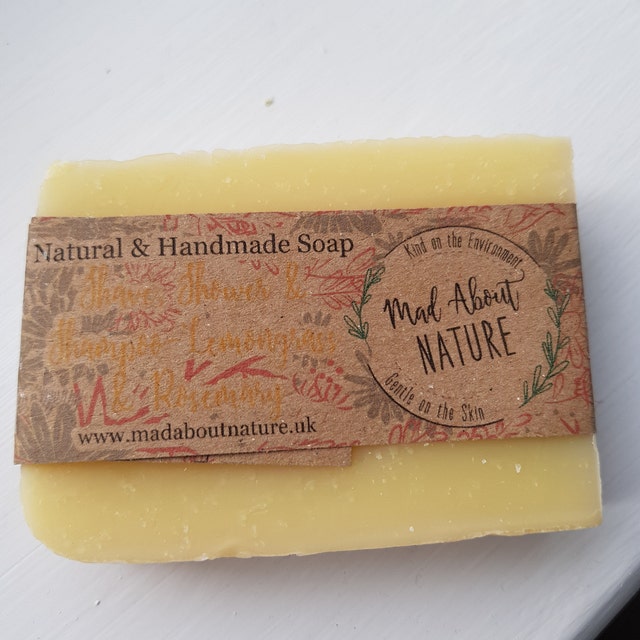 Natural & Handmade Soap
Shave, Shower &
Shampoo- Lemongrass
& Rosemary
www.madaboutnature.uk
Kind on the Environment
Mad About
NATURE
Gentle on the Skin